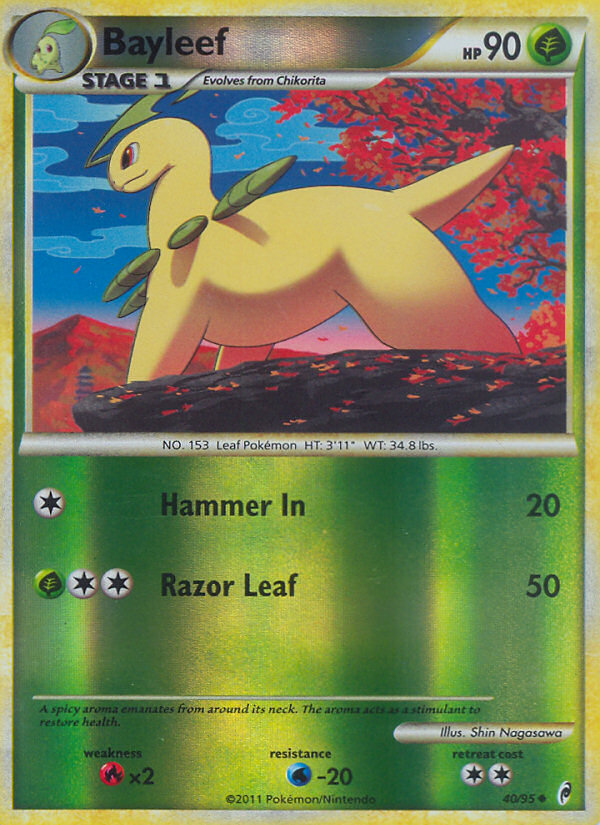 Bayleef
HP 90
STAGE 1
Evolves from Chikorita
NO. 153 Leaf Pokémon HT: 3'11" WT: 34.8 lbs.
Hammer In 20
Razor Leaf 50
A spicy aroma emanates from around its neck. The aroma acts as a stimulant to
restore health.
Illus. Shin Nagasawa
weakness resistance retreat cost
×2 -20
©2011 Pokémon/Nintendo 40/95